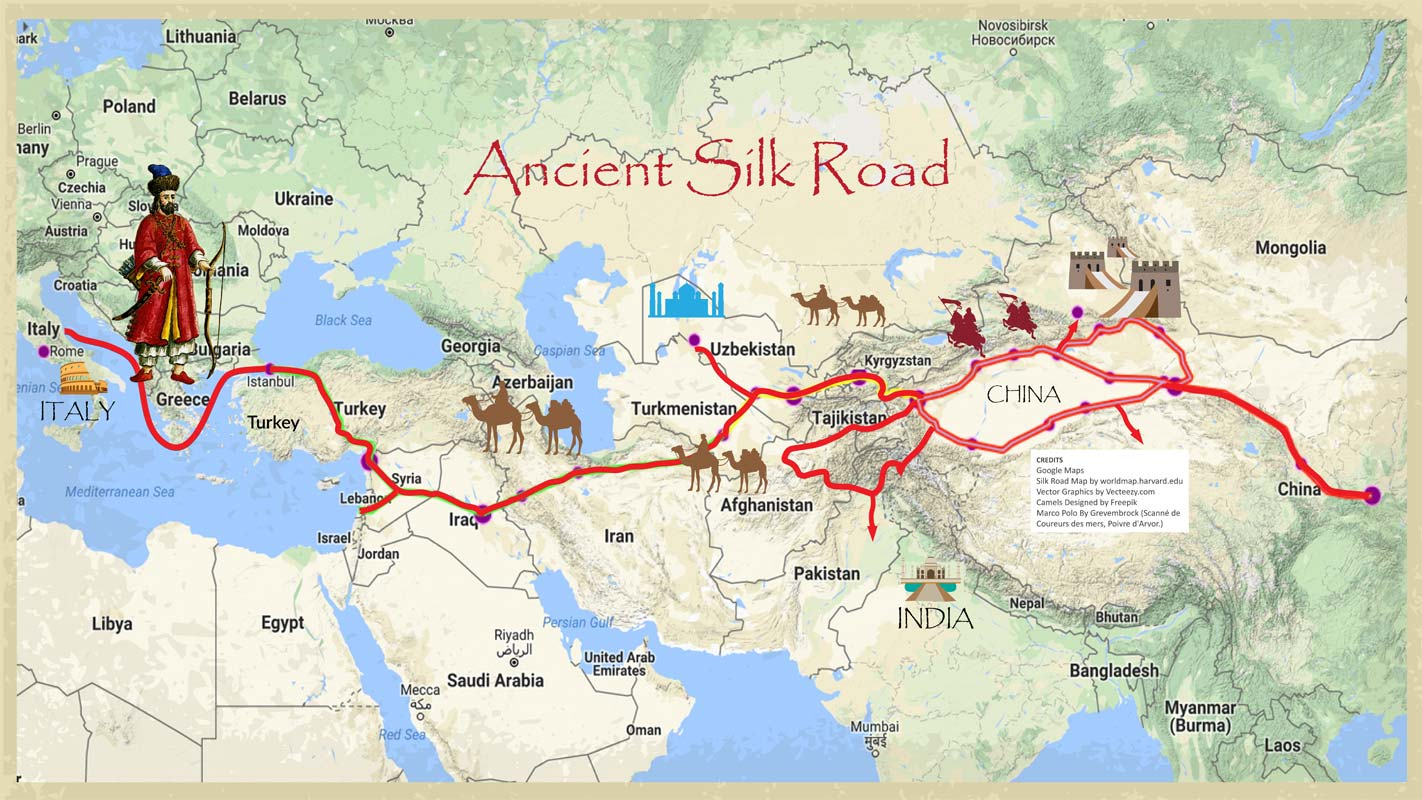 Москва
Novosibirsk
Новосибирск
Lithuania
Poland
Belarus
Berlin
Prague
Czechia
Vienna
Austria
Ukraine
Moldova
Croatia
Ancient Silk Road
Mongolia
Italy
Rome
ITALY
Bulgaria
Greece
Black Sea
Istanbul
Georgia
Caspian Sea
Azerbaijan
Turkey
Turkey
Uzbekistan
Kyrgyzstan
Turkmenistan
Tajikistan
CHINA
Mediterranean Sea
Syria
Israel
Jordan
Iraq
Iran
Afghanistan
CREDITS
Google Maps
Silk Road Map by worldmap.harvard.edu
Vector Graphics by Vecteezy.com
Camels Designed by Freepik
Marco Polo By Grevembrock (Scanné de
Coureurs des mers, Poivre d'Arvor.)
China
Pakistan
INDIA
Nepal
Bhutan
Libya
Egypt
Riyadh
الرياض
Persian Gulf
United Arab
Emirates
Saudi Arabia
Mecca
مكة
Red Sea
Oman
Mumbai
मुंबई
Bangladesh
Myanmar
(Burma)
Laos